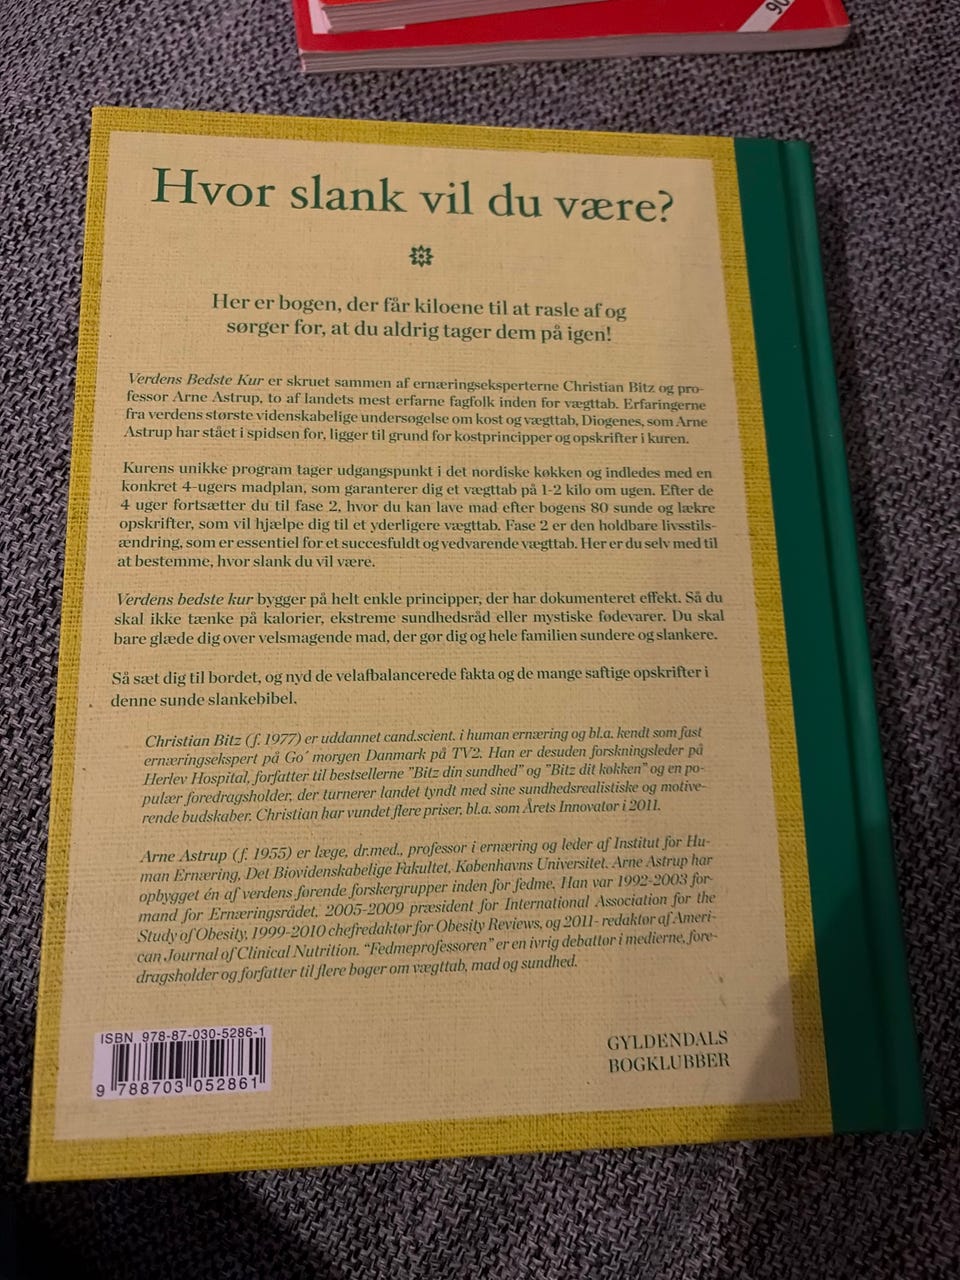 90
Hvor slank vil du være?
Her er bogen, der får kiloene til at rasle af og
sørger for, at du aldrig tager dem på igen!
Verdens Bedste Kur er skruet sammen af ernæringseksperterne Christian Bitz og pro-
fessor Arne Astrup, to af landets mest erfarne fagfolk inden for vægttab. Erfaringerne
fra verdens største videnskabelige undersøgelse om kost og vægttab, Diogenes, som Arne
Astrup har stået i spidsen for, ligger til grund for kostprincipper og opskrifter i kuren.
Kurens unikke program tager udgangspunkt i det nordiske køkken og indledes med en
konkret 4-ugers madplan, som garanterer dig et vægttab på 1-2 kilo om ugen. Efter de
4 uger fortsætter du til fase 2, hvor du kan lave mad efter bogens 80 sunde og lækre
opskrifter, som vil hjælpe dig til et yderligere vægttab. Fase 2 er den holdbare livsstils-
ændring, som er essentiel for et succesfuldt og vedvarende vægttab. Her er du selv med til
at bestemme, hvor slank du vil være.
Verdens bedste kur bygger på helt enkle principper, der har dokumenteret effekt. Så du
skal ikke tænke på kalorier, ekstreme sundhedsråd eller mystiske fødevarer. Du skal
bare glæde dig over velsmagende mad, der gør dig og hele familien sundere og slankere.
Så sæt dig til bordet, og nyd de velafbalancerede fakta og de mange saftige opskrifter i
denne sunde slankebibel.
Christian Bitz (f. 1977) er uddannet cand.scient. i human ernæring og bl.a. kendt som fast
ernæringsekspert på Go´ morgen Danmark på TV2. Han er desuden forskningsleder på
Herlev Hospital, forfatter til bestsellerne "Bitz din sundhed" og "Bitz dit køkken" og en po-
pulær foredragsholder, der turnerer landet tyndt med sine sundhedsrealistiske og motive-
rende budskaber. Christian har vundet flere priser, bl.a. som Årets Innovatør i 2011.
Arne Astrup (f. 1955) er læge, dr.med., professor i ernæring og leder af Institut for Hu-
man Ernæring, Det Biovidenskabelige Fakultet, Københavns Universitet. Arne Astrup har
opbygget én af verdens førende forskergrupper inden for fedme. Han var 1992-2003 for-
mand for Ernæringsrådet, 2005-2009 præsident for International Association for the
Study of Obesity, 1999-2010 chefredaktør for Obesity Reviews, og 2011- redaktør af Ameri-
can Journal of Clinical Nutrition. "Fedmeprofessoren" er en ivrig debattør i medierne, fore-
dragsholder og forfatter til flere bøger om vægttab, mad og sundhed.
ISBN 978-87-030-5286-1
9 788703 052861
GYLDENDALS
BOGKLUBBER